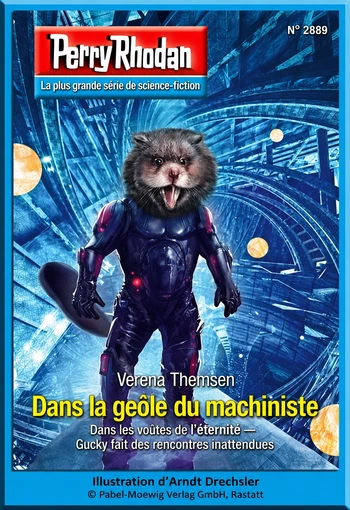 N° 2889
Perry Rhodan
La plus grande série de science-fiction
Verena Themsen
Dans la geôle du machiniste
Dans les voûtes de l'éternité —
Gucky fait des rencontres inattendues
Illustration d'Arndt Drechsler
© Pabel-Moewig Verlag GmbH, Rastatt